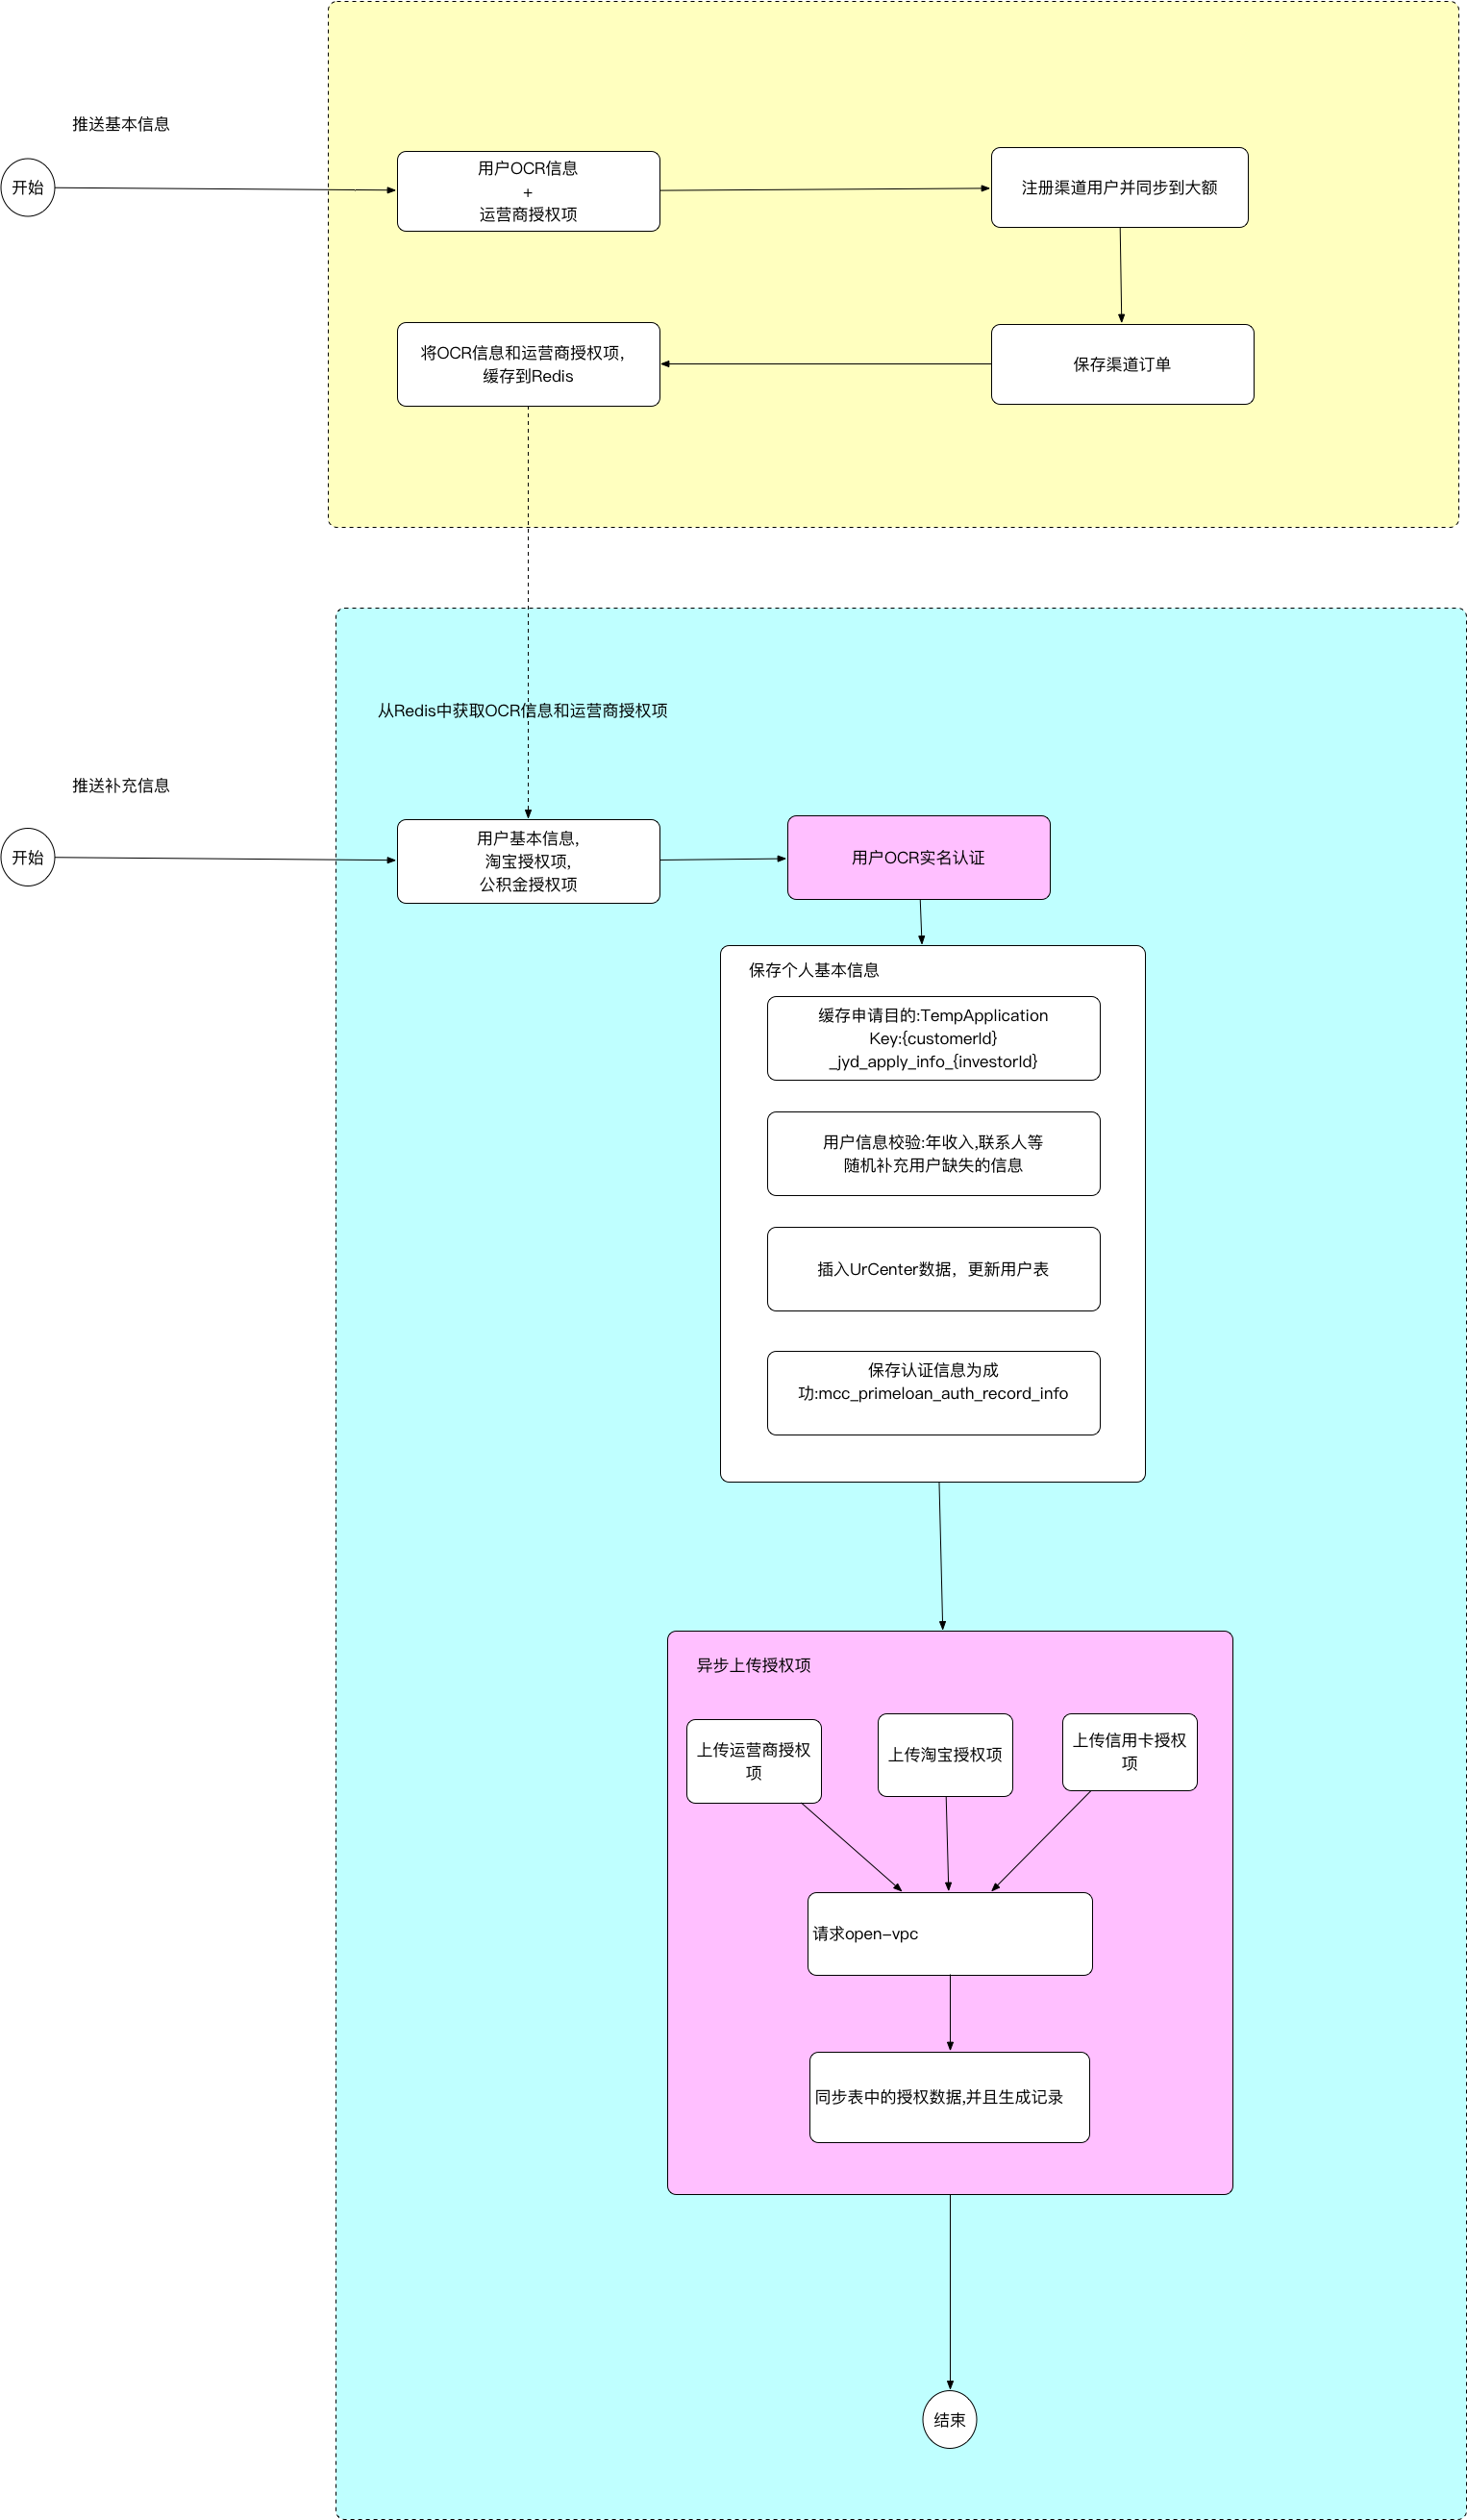 推送基本信息
开始
用户OCR信息
+
运营商授权项
注册渠道用户并同步到大额
将OCR信息和运营商授权项，
缓存到Redis
保存渠道订单
从Redis中获取OCR信息和运营商授权项
推送补充信息
开始
用户基本信息,
淘宝授权项,
公积金授权项
用户OCR实名认证
保存个人基本信息
缓存申请目的:TempApplication
Key:{customerId}
_jyd_apply_info_{investorId}
用户信息校验:年收入,联系人等
随机补充用户缺失的信息
插入UrCenter数据，更新用户表
保存认证信息为成
功:mcc_primeloan_auth_record_info
异步上传授权项
上传运营商授权
项
上传淘宝授权项
上传信用卡授权
项
请求open-vpc
同步表中的授权数据,并且生成记录
结束